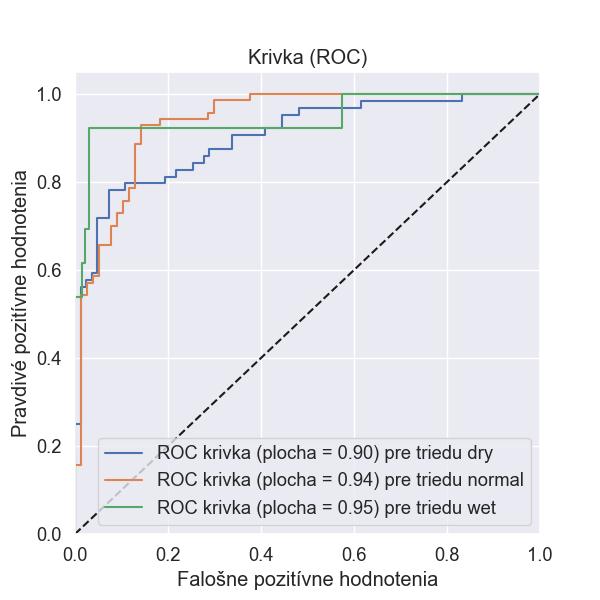 Krivka (ROC)
Pravdivé pozitívne hodnotenia
1.0
0.8
0.6
0.4
0.2
0.0
ROC krivka (plocha = 0.90) pre triedu dry
ROC krivka (plocha = 0.94) pre triedu normal
ROC krivka (plocha = 0.95) pre triedu wet
0.0 0.2 0.4 0.6 0.8 1.0
Falošne pozitívne hodnotenia